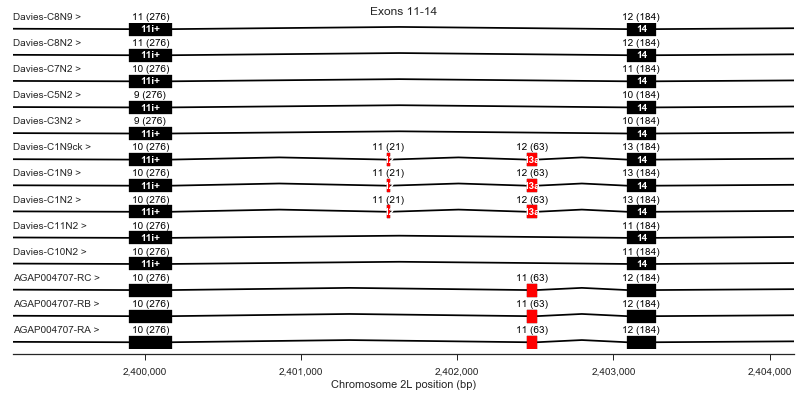 Exons 11-14
Davies-C8N9 > 11 (276) 12 (184)
11i+ 14
Davies-C8N2 > 11 (276) 12 (184)
11i+ 14
Davies-C7N2 > 10 (276) 11 (184)
11i+ 14
Davies-C5N2 > 9 (276) 10 (184)
11i+ 14
Davies-C3N2 > 9 (276) 10 (184)
11i+ 14
Davies-C1N9ck > 10 (276) 11 (21) 12 (63) 13 (184)
11i+ 14
Davies-C1N9 > 10 (276) 11 (21) 12 (63) 13 (184)
11i+ 14
Davies-C1N2 > 10 (276) 11 (21) 12 (63) 13 (184)
11i+ 14
Davies-C11N2 > 10 (276) 11 (184)
11i+ 14
Davies-C10N2 > 10 (276) 11 (184)
11i+ 14
AGAP004707-RC > 10 (276) 11 (63) 12 (184)
AGAP004707-RB > 10 (276) 11 (63) 12 (184)
AGAP004707-RA > 10 (276) 11 (63) 12 (184)
2,400,000 2,401,000 2,402,000 2,403,000 2,404,000
Chromosome 2L position (bp)